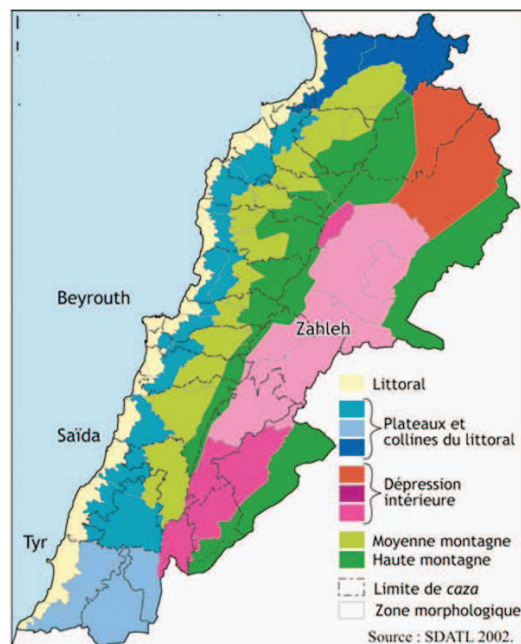 Beyrouth
Zahleh
Saïda
Tyr
Littoral
Plateaux et
collines du littoral
Dépression
intérieure
Moyenne montagne
Haute montagne
Limite de caza
Zone morphologique
Source : SDATL 2002.